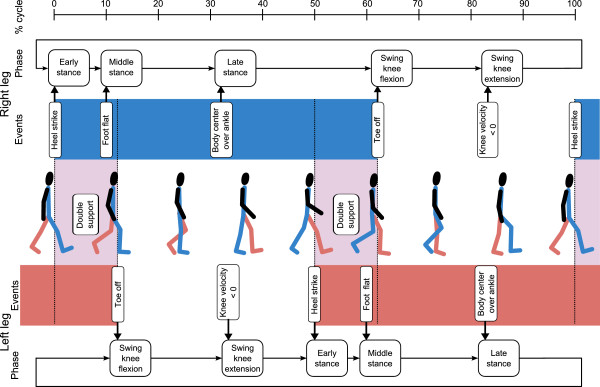 % cycle
0 10 20 30 40 50 60 70 80 90 100
Right leg
Phase
Early
stance
Middle
stance
Late
stance
Swing
knee
flexion
Swing
knee
extension
Events
Heel strike
Foot flat
Body center
over ankle
Toe off
Knee velocity
< 0
Heel strike
Double
support
Double
support
Left leg
Events
Toe off
Knee velocity
< 0
Heel strike
Foot flat
Body center
over ankle
Phase
Swing
knee
flexion
Swing
knee
extension
Early
stance
Middle
stance
Late
stance